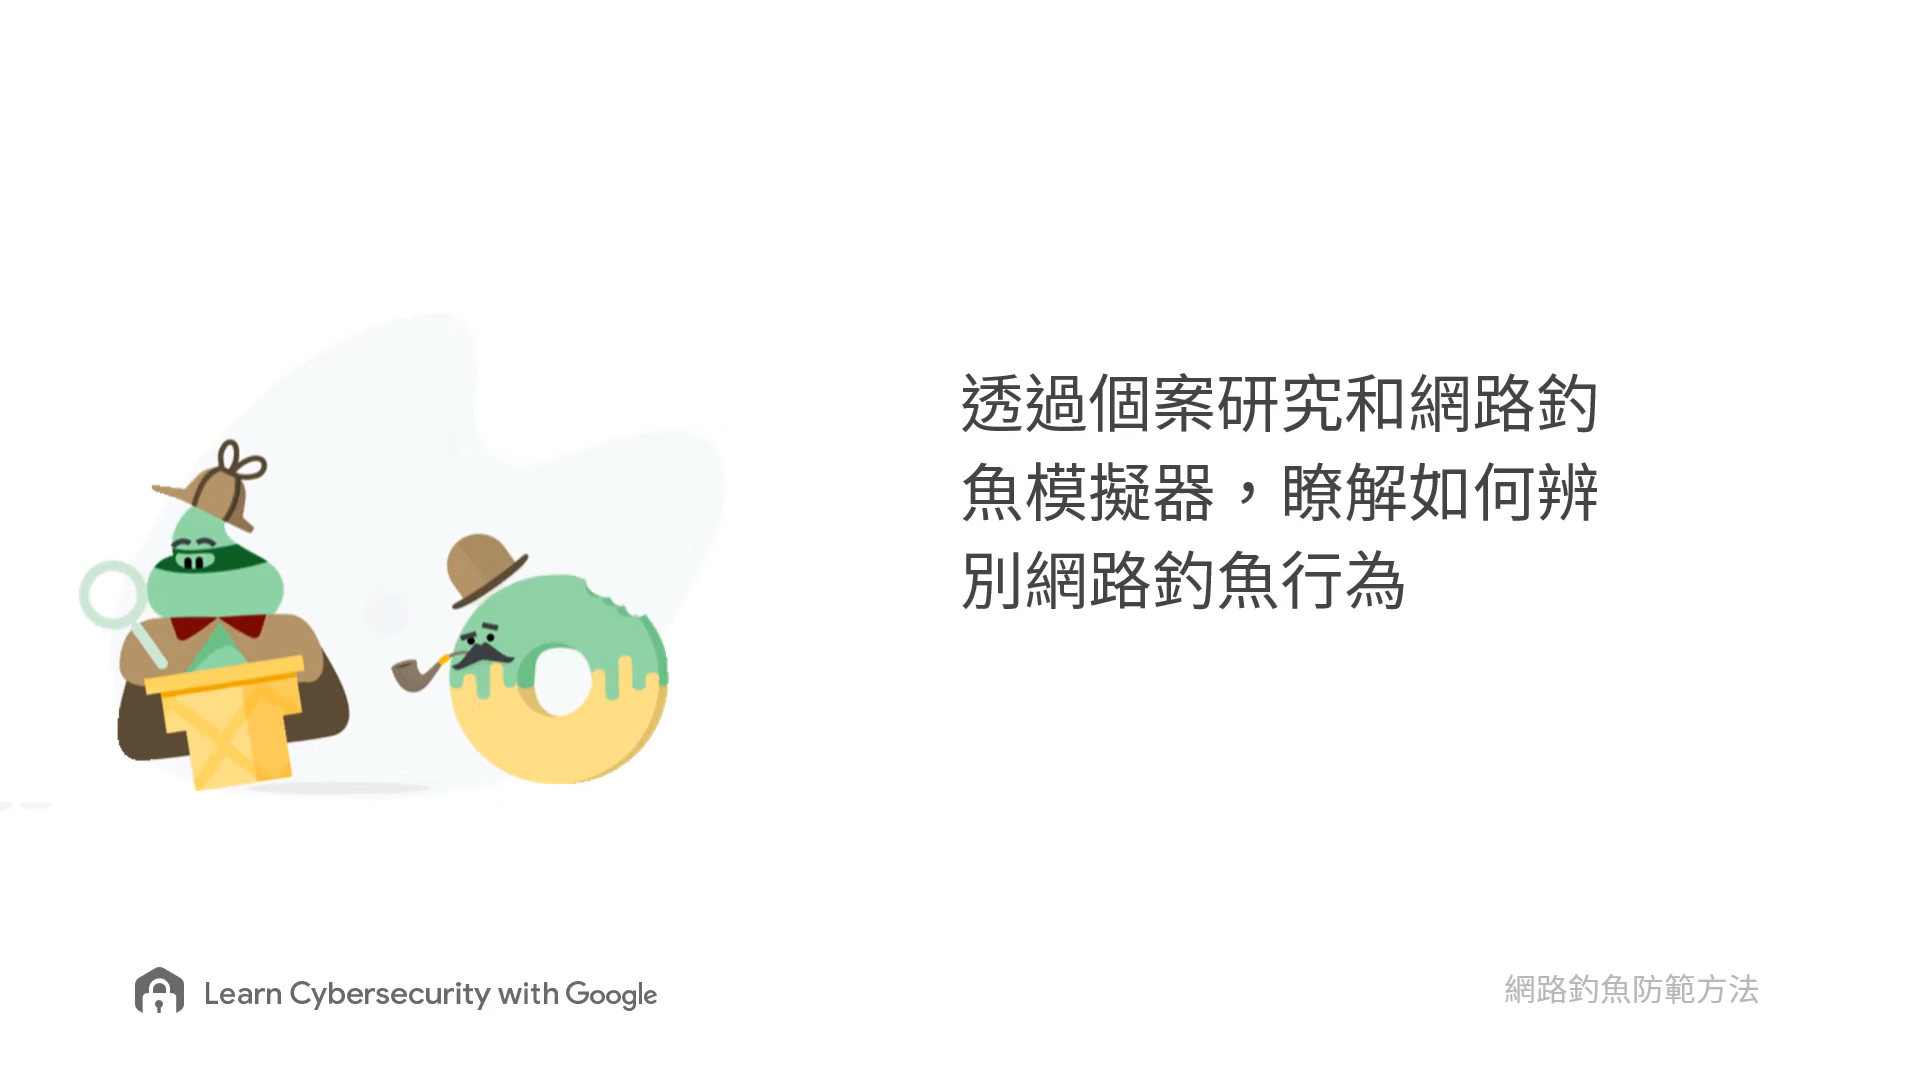 透過個案研究和網路釣
魚模擬器，瞭解如何辨
別網路釣魚行為
Learn Cybersecurity with Google
網路釣魚防範方法